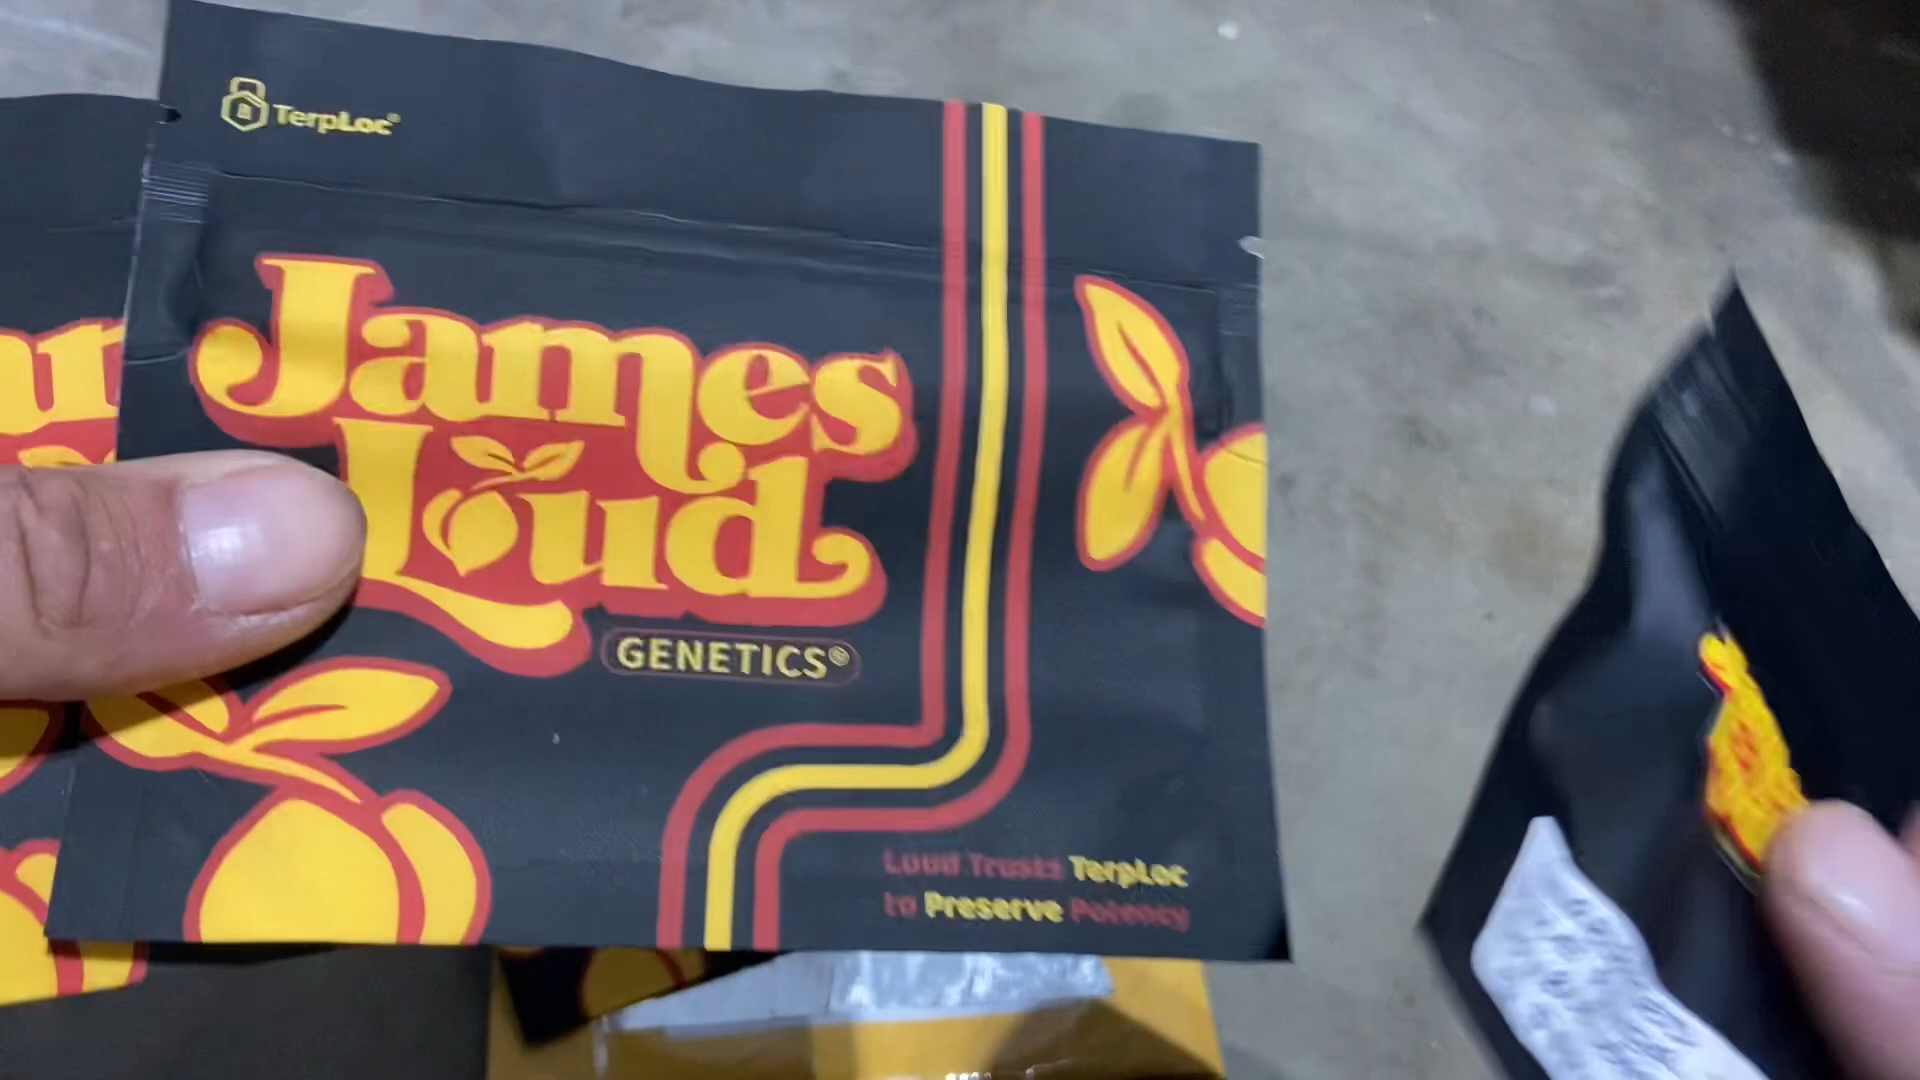 TerpLoc®
James
Loud
GENETICS®
Loud Trusts TerpLoc
to Preserve Potency